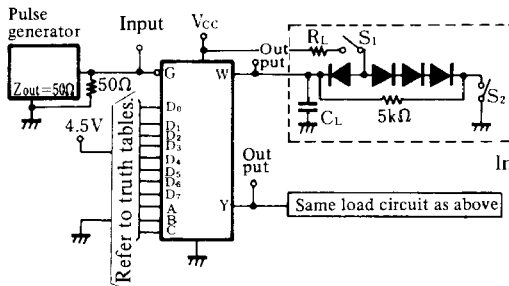 Pulse
generator
Zout=50Ω
Input
50Ω
4.5V
Refer to truth tables.
G
D0
D1
D2
D3
D4
D5
D6
D7
A
B
C
VCC
W
Y
Out
put
RL
S1
CL
5kΩ
S2
In
Out
put
Same load circuit as above